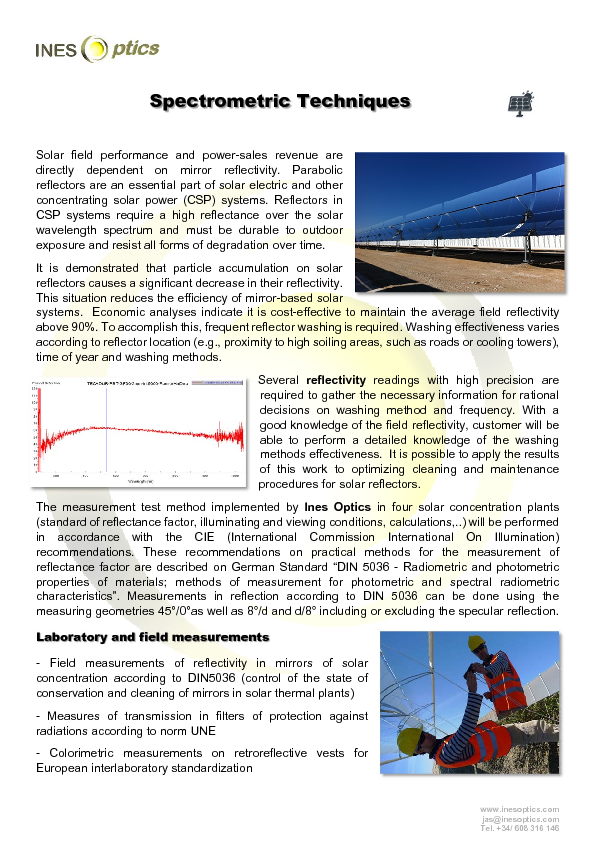 INES Optics
Spectrometric Techniques
Solar field performance and power-sales revenue are
directly dependent on mirror reflectivity. Parabolic
reflectors are an essential part of solar electric and other
concentrating solar power (CSP) systems. Reflectors in
CSP systems require a high reflectance over the solar
wavelength spectrum and must be durable to outdoor
exposure and resist all forms of degradation over time.
It is demonstrated that particle accumulation on solar
reflectors causes a significant decrease in their reflectivity.
This situation reduces the efficiency of mirror-based solar
systems. Economic analyses indicate it is cost-effective to maintain the average field reflectivity
above 90%. To accomplish this, frequent reflector washing is required. Washing effectiveness varies
according to reflector location (e.g., proximity to high soiling areas, such as roads or cooling towers),
time of year and washing methods.
Several reflectivity readings with high precision are
required to gather the necessary information for rational
decisions on washing method and frequency. With a
good knowledge of the field reflectivity, customer will be
able to perform a detailed knowledge of the washing
methods effectiveness. It is possible to apply the results
of this work to optimizing cleaning and maintenance
procedures for solar reflectors.
The measurement test method implemented by Ines Optics in four solar concentration plants
(standard of reflectance factor, illuminating and viewing conditions, calculations,..) will be performed
in accordance with the CIE (International Commission International On Illumination)
recommendations. These recommendations on practical methods for the measurement of
reflectance factor are described on German Standard “DIN 5036 - Radiometric and photometric
properties of materials; methods of measurement for photometric and spectral radiometric
characteristics”. Measurements in reflection according to DIN 5036 can be done using the
measuring geometries 45°/0°as well as 8°/d and d/8° including or excluding the specular reflection.
Laboratory and field measurements
- Field measurements of reflectivity in mirrors of solar
concentration according to DIN5036 (control of the state of
conservation and cleaning of mirrors in solar thermal plants)
- Measures of transmission in filters of protection against
radiations according to norm UNE
- Colorimetric measurements on retroreflective vests for
European interlaboratory standardization
www.inesoptics.com
jas@inesoptics.com
Tel. +34/ 608 316 146